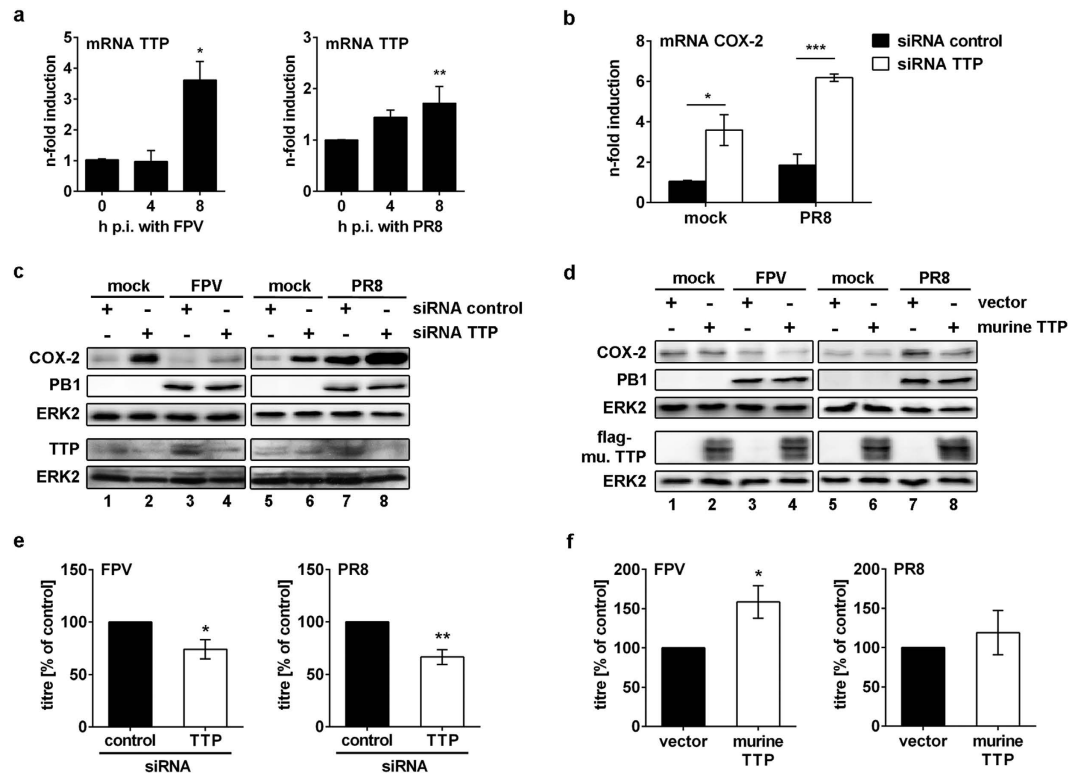 a
mRNA TTP
*
n-fold induction
5
4
3
2
1
0
0 4 8
h p.i. with FPV
mRNA TTP
**
n-fold induction
3
2
1
0
0 4 8
h p.i. with PR8
b
mRNA COX-2
siRNA control
siRNA TTP
*
***
n-fold induction
8
6
4
2
0
mock PR8
c
mock FPV mock PR8
+ - + - + - + - siRNA control
- + - + - + - + siRNA TTP
COX-2
PB1
ERK2
TTP
ERK2
1 2 3 4 5 6 7 8
d
mock FPV mock PR8
+ - + - + - + - vector
- + - + - + - + murine TTP
COX-2
PB1
ERK2
flag-
mu. TTP
ERK2
1 2 3 4 5 6 7 8
e
FPV
*
titre [% of control]
150
100
50
0
control TTP
siRNA
PR8
**
titre [% of control]
150
100
50
0
control TTP
siRNA
f
FPV
*
titre [% of control]
200
150
100
50
0
vector murine
TTP
PR8
titre [% of control]
200
150
100
50
0
vector murine
TTP